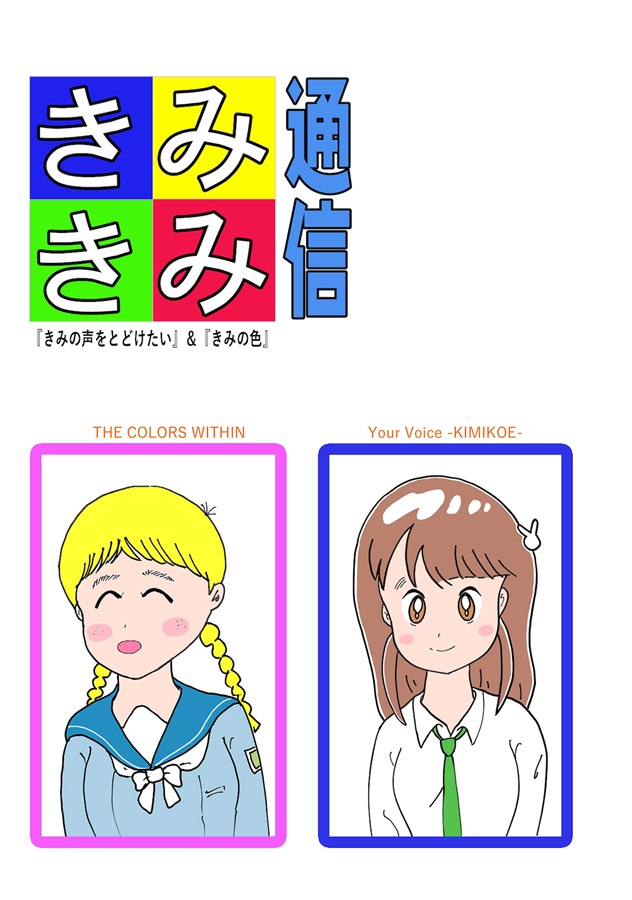 きみ
きみ
通信
『きみの声をとどけたい』&『きみの色』
THE COLORS WITHIN
Your Voice -KIMIKOE-